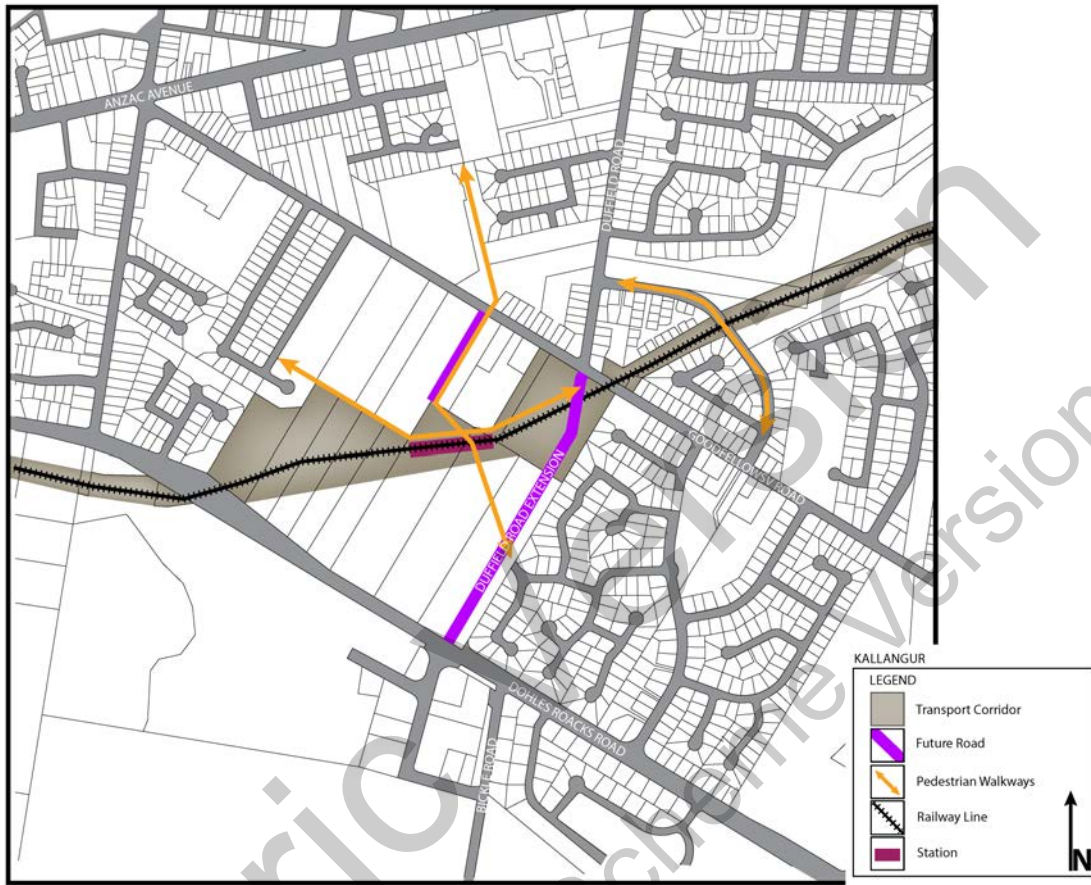 ANZAC AVENUE
DUFFIELD ROAD
GOODFELLOWS ROAD
DUFFIELD ROAD EXTENSION
DOHLES ROACKS ROAD
BICKLE ROAD
KALLANGUR
LEGEND
Transport Corridor
Future Road
Pedestrian Walkways
Railway Line
Station
N